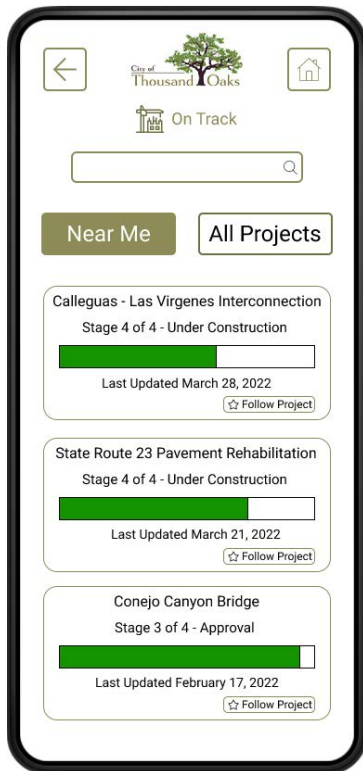 City of
Thousand Oaks
On Track
Near Me
All Projects
Calleguas - Las Virgenes Interconnection
Stage 4 of 4 - Under Construction
Last Updated March 28, 2022
Follow Project
State Route 23 Pavement Rehabilitation
Stage 4 of 4 - Under Construction
Last Updated March 21, 2022
Follow Project
Conejo Canyon Bridge
Stage 3 of 4 - Approval
Last Updated February 17, 2022
Follow Project